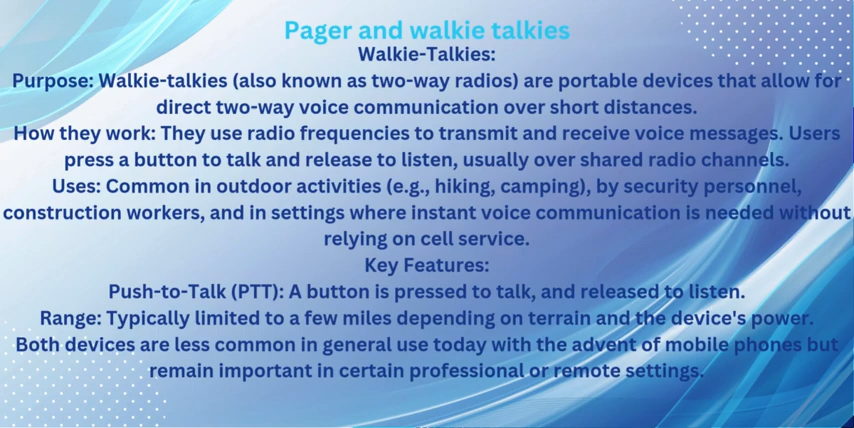 Pager and walkie talkies
Walkie-Talkies:
Purpose: Walkie-talkies (also known as two-way radios) are portable devices that allow for
direct two-way voice communication over short distances.
How they work: They use radio frequencies to transmit and receive voice messages. Users
press a button to talk and release to listen, usually over shared radio channels.
Uses: Common in outdoor activities (e.g., hiking, camping), by security personnel,
construction workers, and in settings where instant voice communication is needed without
relying on cell service.
Key Features:
Push-to-Talk (PTT): A button is pressed to talk, and released to listen.
Range: Typically limited to a few miles depending on terrain and the device's power.
Both devices are less common in general use today with the advent of mobile phones but
remain important in certain professional or remote settings.